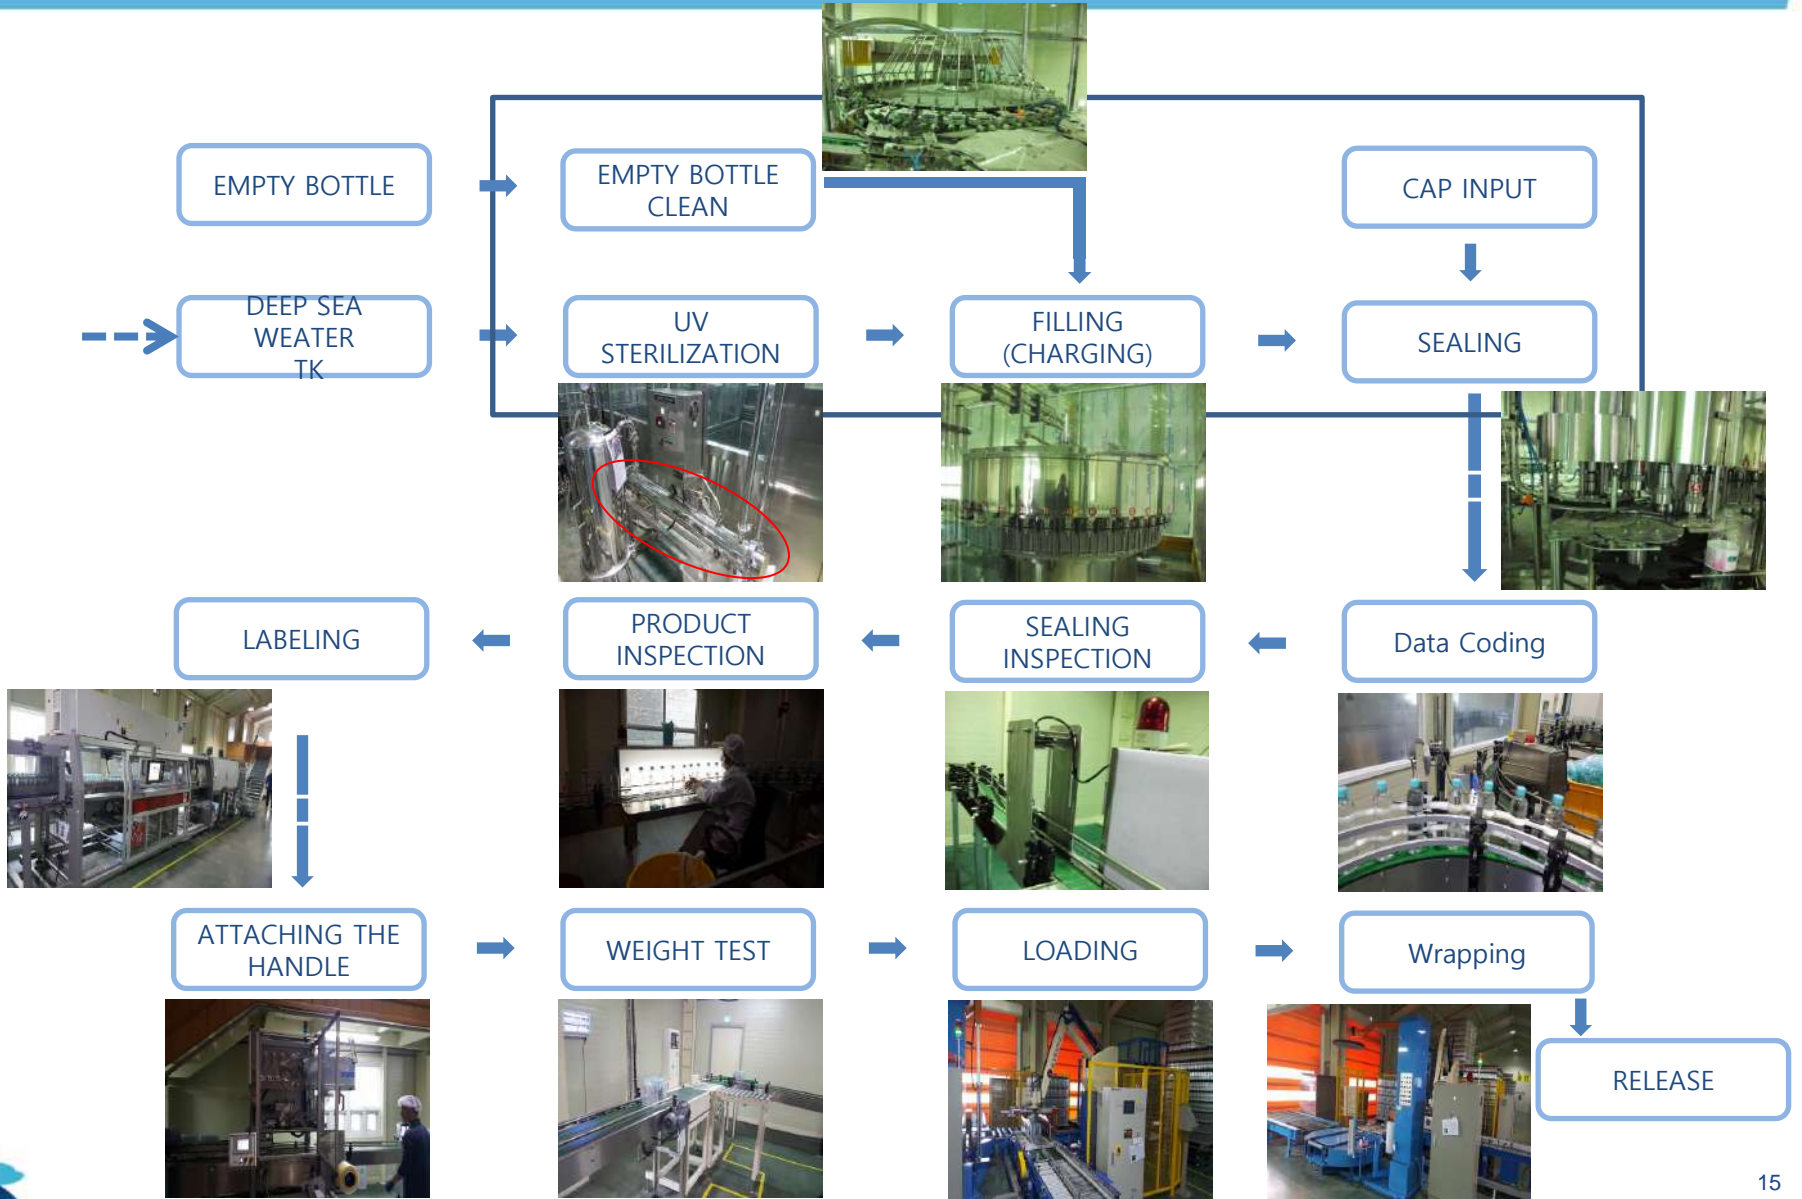 EMPTY BOTTLE
EMPTY BOTTLE
CLEAN
CAP INPUT
DEEP SEA
WEATER
TK
UV
STERILIZATION
FILLING
(CHARGING)
SEALING
LABELING
PRODUCT
INSPECTION
SEALING
INSPECTION
Data Coding
ATTACHING THE
HANDLE
WEIGHT TEST
LOADING
Wrapping
RELEASE
15